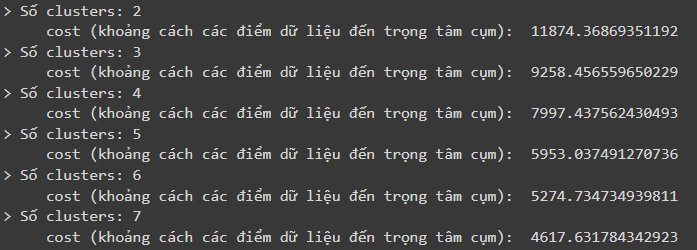 > Số clusters: 2
cost (khoảng cách các điểm dữ liệu đến trọng tâm cụm): 11874.36869351192
> Số clusters: 3
cost (khoảng cách các điểm dữ liệu đến trọng tâm cụm): 9258.456559650229
> Số clusters: 4
cost (khoảng cách các điểm dữ liệu đến trọng tâm cụm): 7997.437562430493
> Số clusters: 5
cost (khoảng cách các điểm dữ liệu đến trọng tâm cụm): 5953.037491270736
> Số clusters: 6
cost (khoảng cách các điểm dữ liệu đến trọng tâm cụm): 5274.734734939811
> Số clusters: 7
cost (khoảng cách các điểm dữ liệu đến trọng tâm cụm): 4617.631784342923